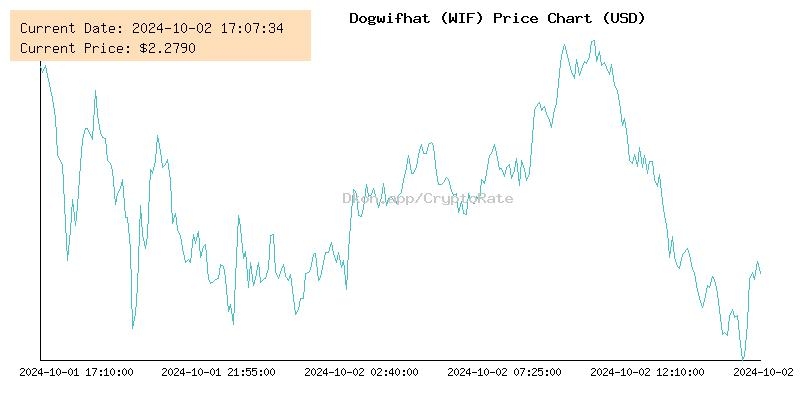 Dogwifhat (WIF) Price Chart (USD)
Current Date: 2024-10-02 17:07:34
Current Price: $2.2790
Dkon.app/CryptoRate
2024-10-01 17:10:00 2024-10-01 21:55:00 2024-10-02 02:40:00 2024-10-02 07:25:00 2024-10-02 12:10:00 2024-10-02